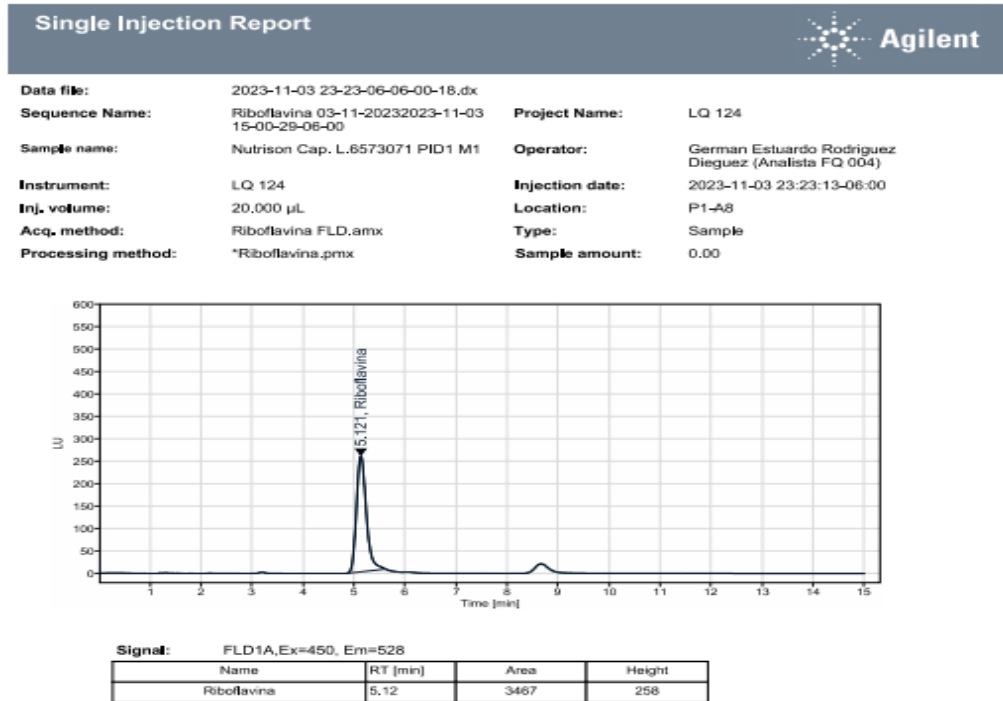 Single Injection Report
Agilent
Data file: 2023-11-03 23-23-06-06-00-18.dx
Sequence Name: Riboflavina 03-11-20232023-11-03 15-00-29-06-00 Project Name: LQ 124
Sample name: Nutrison Cap. L.6573071 PID1 M1 Operator: German Estuardo Rodriguez Dieguez (Analista FQ 004)
Instrument: LQ 124 Injection date: 2023-11-03 23:23:13-06:00
Inj. volume: 20,000 µL Location: P1-A8
Acq. method: Riboflavina FLD.amx Type: Sample
Processing method: *Riboflavina.pmx Sample amount: 0.00
600
550
500
450
400
350
300
250
200
150
100
50
0
LU
5.121, Riboflavina
1 2 3 4 5 6 7 8 9 10 11 12 13 14 15
Time [min]
Signal: FLD1A,Ex=450, Em=528
Name RT [min] Area Height
Riboflavina 5.12 3467 258